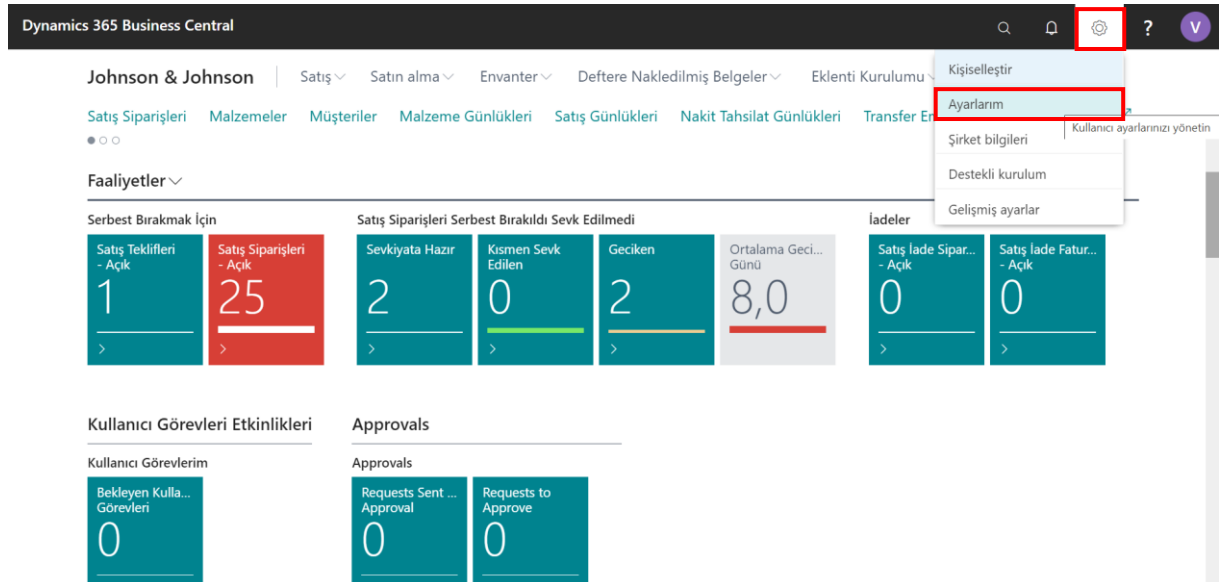 Dynamics 365 Business Central
?
V
Johnson & Johnson
Satış
Satın alma
Envanter
Deftere Nakledilmiş Belgeler
Eklenti Kurulumu
Satış Siparişleri
Malzemeler
Müşteriler
Malzeme Günlükleri
Satış Günlükleri
Nakit Tahsilat Günlükleri
Transfer
Kişiselleştir
Ayarlarım
Kullanıcı ayarlarınızı yönetin
Şirket bilgileri
Destekli kurulum
Gelişmiş ayarlar
Faaliyetler
Serbest Bırakmak İçin
Satış Teklifleri
- Açık
1
Satış Siparişleri
- Açık
25
Satış Siparişleri Serbest Bırakıldı Sevk Edilmedi
Sevkiyata Hazır
2
Kısmen Sevk
Edilen
0
Geciken
2
Ortalama Geci...
Günü
8,0
İadeler
Satış İade Sipar...
- Açık
0
Satış İade Fatur...
- Açık
0
Kullanıcı Görevleri Etkinlikleri
Kullanıcı Görevlerim
Bekleyen Kulla...
Görevleri
0
Approvals
Approvals
Requests Sent ...
Approval
0
Requests to
Approve
0